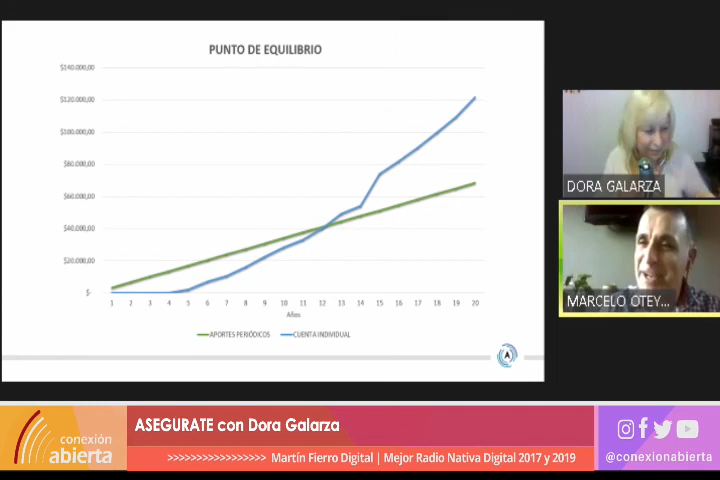 PUNTO DE EQUILIBRIO
$140.000,00
$120.000,00
$100.000,00
$80.000,00
$60.000,00
$40.000,00
$20.000,00
$-
1 2 3 4 5 6 7 8 9 10 11 12 13 14 15 16 17 18 19 20
Años
APORTES PERIÓDICOS CUENTA INDIVIDUAL
A
DORA GALARZA
MARCELO OTEY...
conexión
abierta
ASEGURATE con Dora Galarza
>>>>>>>>>>>>>>>>> Martín Fierro Digital | Mejor Radio Nativa Digital 2017 y 2019
@conexionabierta